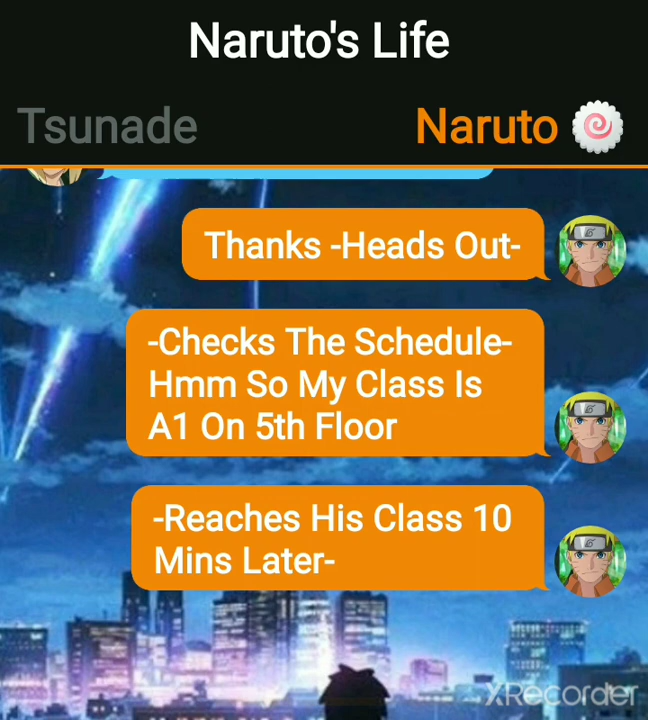 Naruto's Life
Tsunade
Naruto
Thanks -Heads Out-
-Checks The Schedule-
Hmm So My Class Is
A1 On 5th Floor
-Reaches His Class 10
Mins Later-
XRecorder